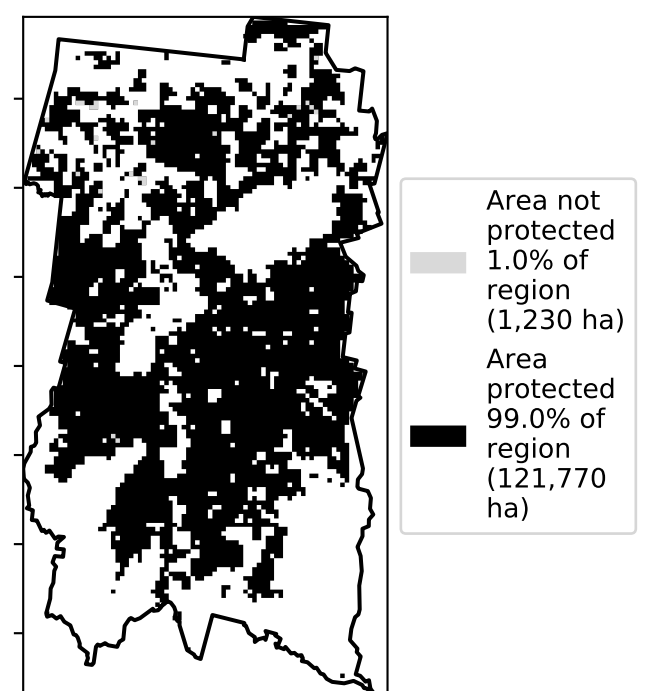 Area not
protected
1.0% of
region
(1,230 ha)
Area
protected
99.0% of
region
(121,770
ha)